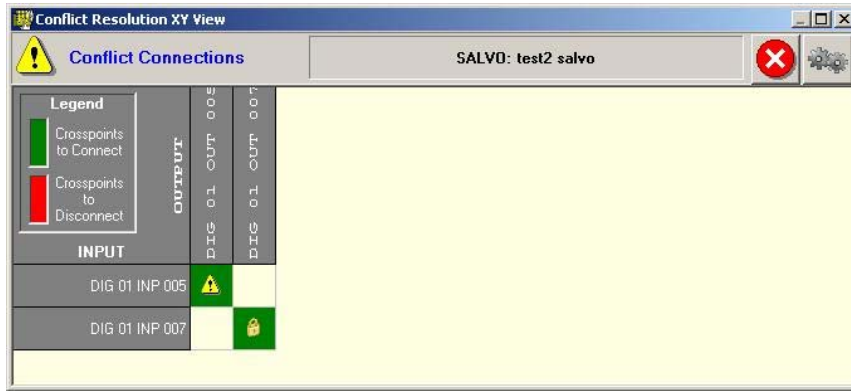 Conflict Resolution XY View
Conflict Connections
SALVO: test2 salvo
Legend
Crosspoints
to Connect
Crosspoints
to
Disconnect
OUTPUT
INPUT
DIG 01 OUT 005
DIG 01 OUT 007
DIG 01 INP 005
DIG 01 INP 007